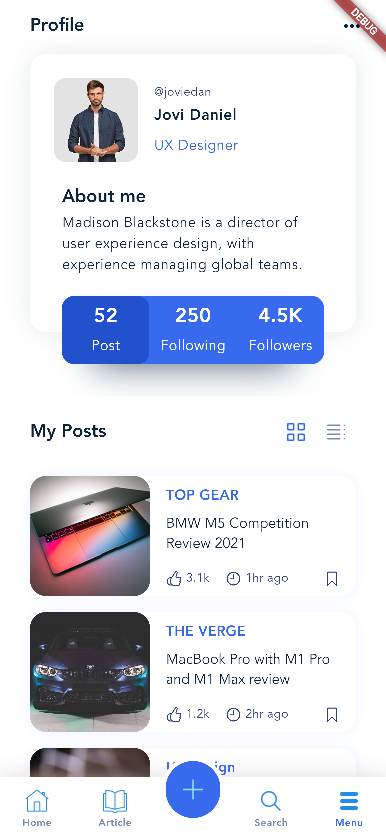 Profile
DEBUG
@joviedan
Jovi Daniel
UX Designer
About me
Madison Blackstone is a director of
user experience design, with
experience managing global teams.
52 250 4.5K
Post Following Followers
My Posts
TOP GEAR
BMW M5 Competition
Review 2021
3.1k 1hr ago
THE VERGE
MacBook Pro with M1 Pro
and M1 Max review
1.2k 2hr ago
Home Article Search Menu